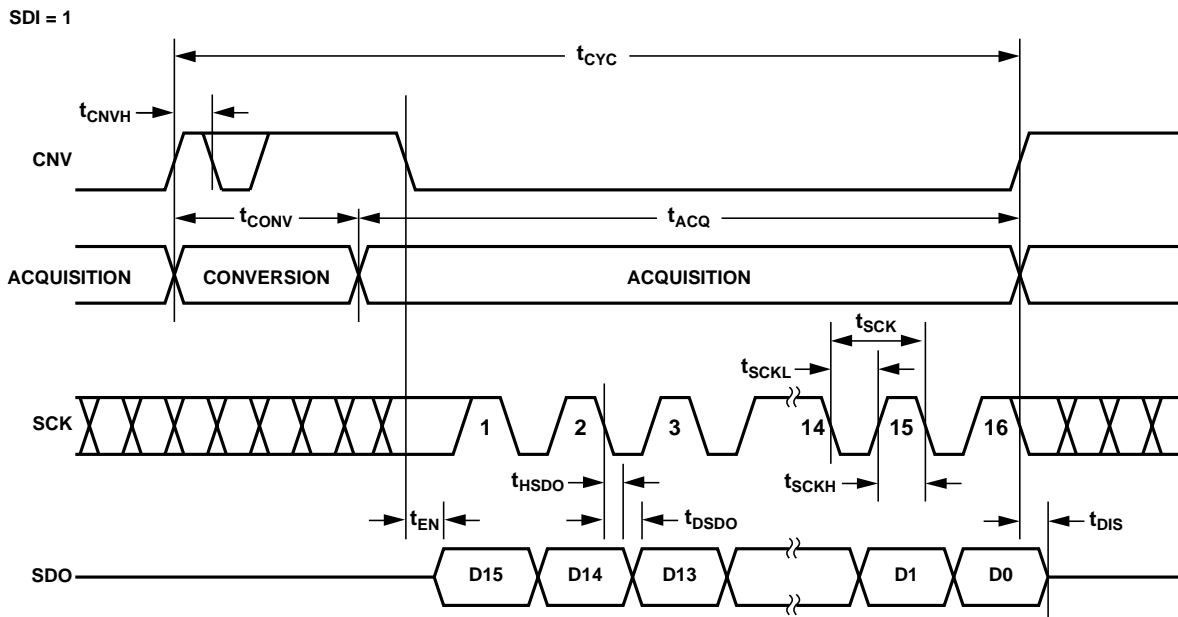 SDI = 1
tCYC
tCNVH
CNV
tCONV
tACQ
ACQUISITION
CONVERSION
ACQUISITION
tSCK
tSCKL
SCK
1
2
3
14
15
16
tHSDO
tSCKH
tEN
tDSDO
tDIS
SDO
D15
D14
D13
D1
D0